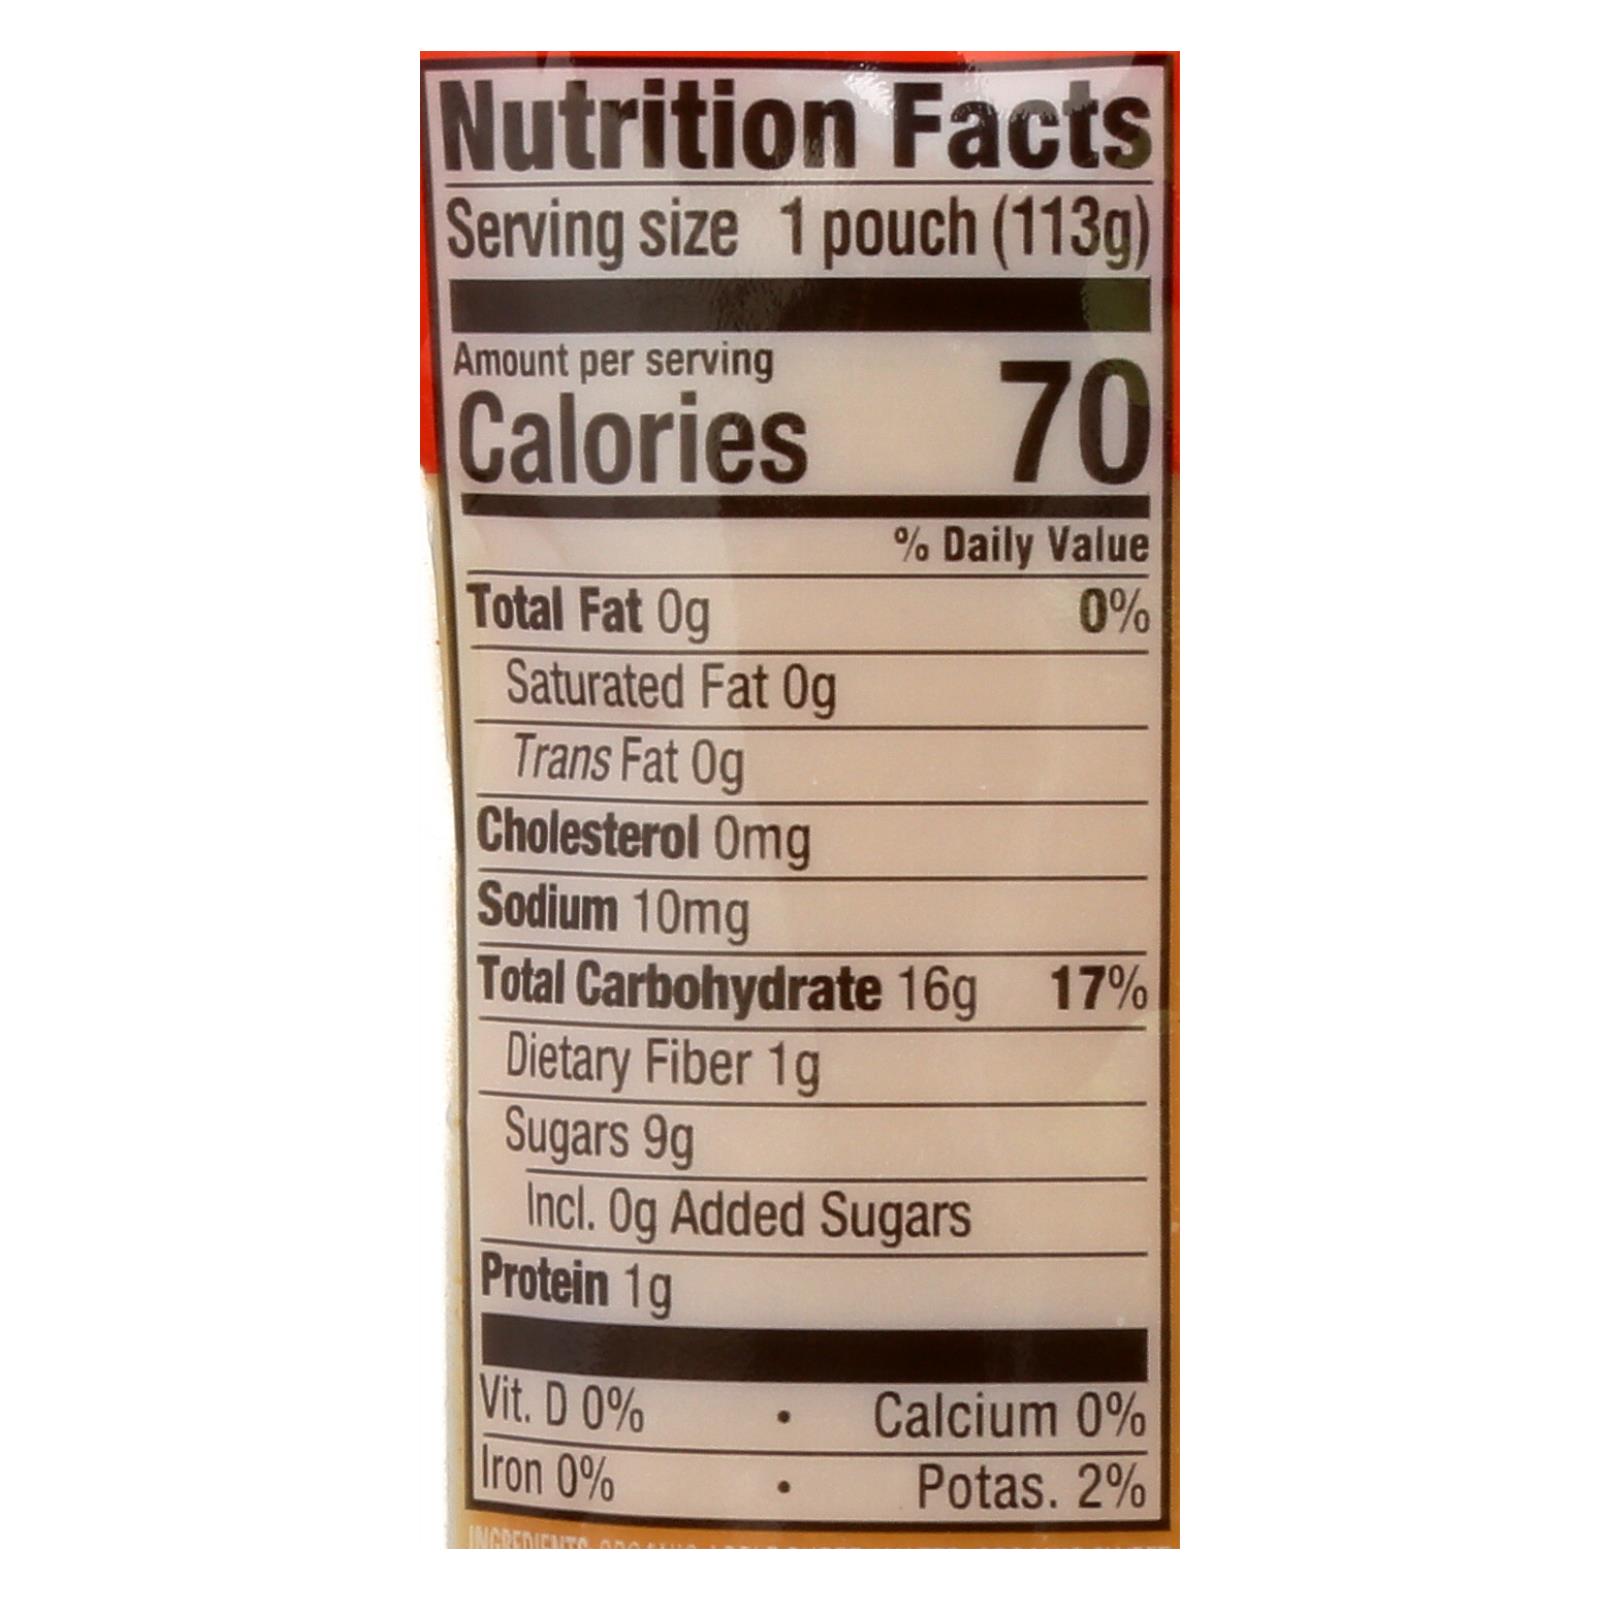 Nutrition Facts
Serving size 1 pouch (113g)
Amount per serving
Calories 70
% Daily Value
Total Fat 0g 0%
Saturated Fat 0g
Trans Fat 0g
Cholesterol 0mg
Sodium 10mg
Total Carbohydrate 16g 17%
Dietary Fiber 1g
Sugars 9g
Incl. 0g Added Sugars
Protein 1g
Vit. D 0% • Calcium 0%
Iron 0% • Potas. 2%
INGREDIENTS